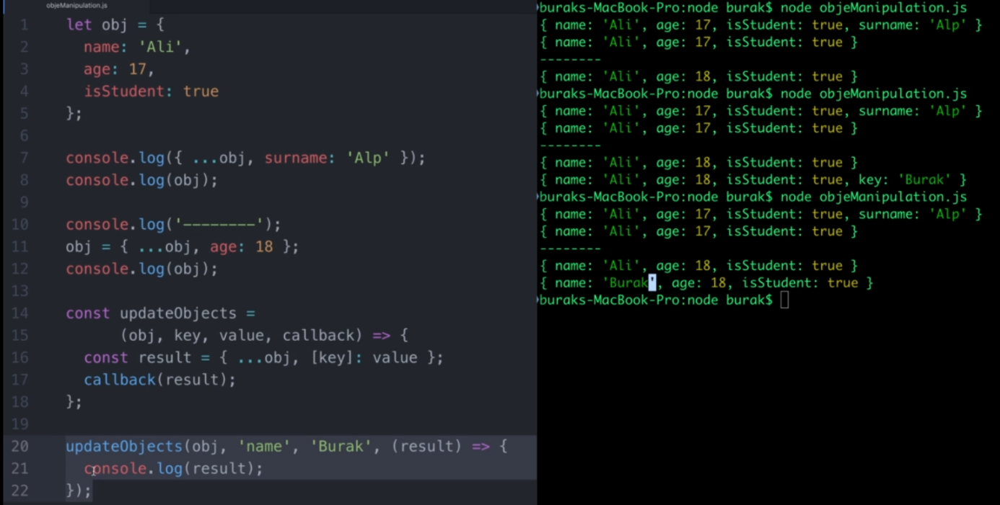 objeManipulation.js
1 let obj = {
2 name: 'Ali',
3 age: 17,
4 isStudent: true
5 };
6
7 console.log({ ...obj, surname: 'Alp' });
8 console.log(obj);
9
10 console.log('--------');
11 obj = { ...obj, age: 18 };
12 console.log(obj);
13
14 const updateObjects =
15 (obj, key, value, callback) => {
16 const result = { ...obj, [key]: value };
17 callback(result);
18 };
19
20 updateObjects(obj, 'name', 'Burak', (result) => {
21 console.log(result);
22 });
buraks-MacBook-Pro:node burak$ node objeManipulation.js
{ name: 'Ali', age: 17, isStudent: true, surname: 'Alp' }
{ name: 'Ali', age: 17, isStudent: true }
--------
{ name: 'Ali', age: 18, isStudent: true }
buraks-MacBook-Pro:node burak$ node objeManipulation.js
{ name: 'Ali', age: 17, isStudent: true, surname: 'Alp' }
{ name: 'Ali', age: 17, isStudent: true }
--------
{ name: 'Ali', age: 18, isStudent: true }
{ name: 'Ali', age: 18, isStudent: true, key: 'Burak' }
buraks-MacBook-Pro:node burak$ node objeManipulation.js
{ name: 'Ali', age: 17, isStudent: true, surname: 'Alp' }
{ name: 'Ali', age: 17, isStudent: true }
--------
{ name: 'Ali', age: 18, isStudent: true }
{ name: 'Burak', age: 18, isStudent: true }
buraks-MacBook-Pro:node burak$